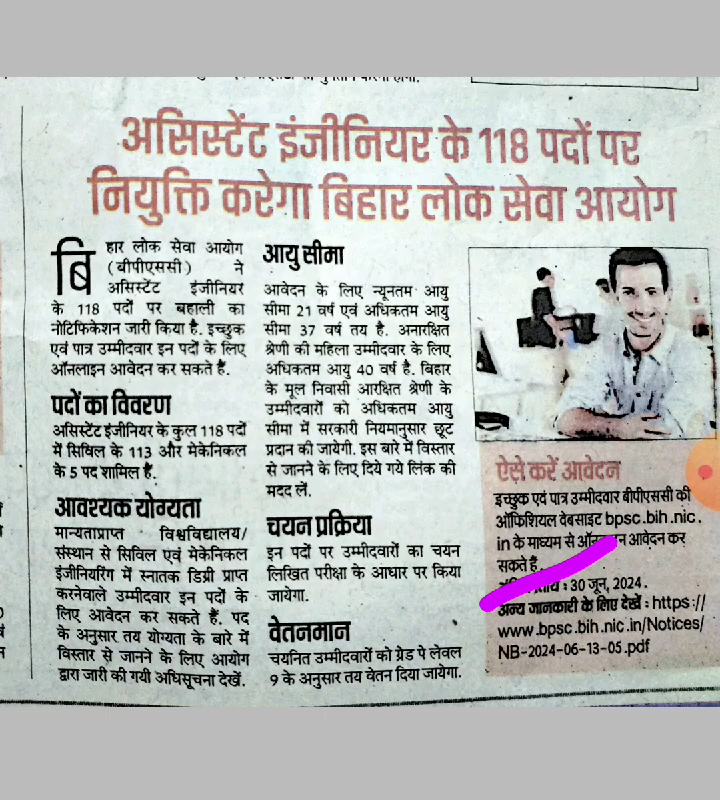 असिस्टेंट इंजीनियर के 118 पदों पर
नियुक्ति करेगा बिहार लोक सेवा आयोग
बिहार लोक सेवा आयोग
(बीपीएससी) ने
असिस्टेंट इंजीनियर
के 118 पदों पर बहाली का
नोटिफिकेशन जारी किया है. इच्छुक
एवं पात्र उम्मीदवार इन पदों के लिए
ऑनलाइन आवेदन कर सकते हैं.
पदों का विवरण
असिस्टेंट इंजीनियर के कुल 118 पदों
में सिविल के 113 और मेकेनिकल
के 5 पद शामिल हैं.
आवश्यक योग्यता
मान्यताप्राप्त विश्वविद्यालय/
संस्थान से सिविल एवं मेकेनिकल
इंजीनियरिंग में स्नातक डिग्री प्राप्त
करनेवाले उम्मीदवार इन पदों के
लिए आवेदन कर सकते हैं. पद
के अनुसार तय योग्यता के बारे में
विस्तार से जानने के लिए आयोग
द्वारा जारी की गयी अधिसूचना देखें.
आयु सीमा
आवेदन के लिए न्यूनतम आयु
सीमा 21 वर्ष एवं अधिकतम आयु
सीमा 37 वर्ष तय है. अनारक्षित
श्रेणी की महिला उम्मीदवार के लिए
अधिकतम आयु 40 वर्ष है. बिहार
के मूल निवासी आरक्षित श्रेणी के
उम्मीदवारों को अधिकतम आयु
सीमा में सरकारी नियमानुसार छूट
प्रदान की जायेगी. इस बारे में विस्तार
से जानने के लिए दिये गये लिंक की
मदद लें.
चयन प्रक्रिया
इन पदों पर उम्मीदवारों का चयन
लिखित परीक्षा के आधार पर किया
जायेगा.
वेतनमान
चयनित उम्मीदवारों को ग्रेड पे लेवल
9 के अनुसार तय वेतन दिया जायेगा.
ऐसे करें आवेदन
इच्छुक एवं पात्र उम्मीदवार बीपीएससी की
ऑफिशियल वेबसाइट bpsc.bih.nic.
in के माध्यम से आवेदन कर
सकते हैं.
: 30 जून, 2024.
अन्य जानकारी के लिए देखें : https://
www.bpsc.bih.nic.in/Notices/
NB-2024-06-13-05.pdf